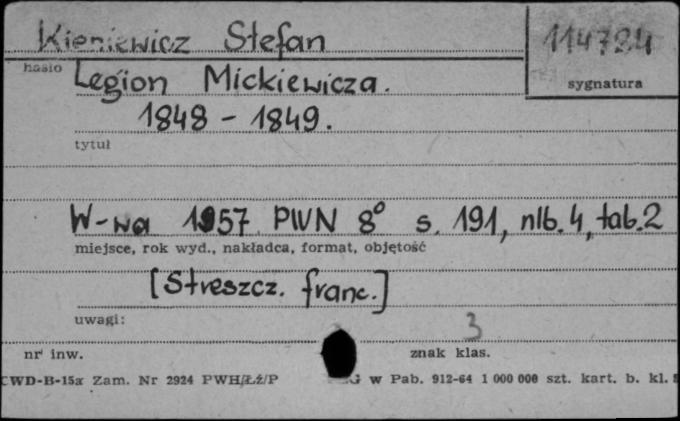 Kieniewicz Stefan
114724
hasło
Legion Mickiewicza.
sygnatura
1848 - 1849.
tytuł
W-wa 1957 PWN 8° s. 191, nlb. 4, tab. 2
miejsce, rok wyd., nakładca, format, objętość
[Streszcz. franc.]
uwagi:
3
nr inw.
znak klas.
CWD-B-15a Zam. Nr 2924 PWH/Łź/P
w Pab. 912-64 1 000 000 szt. kart. b. kl.